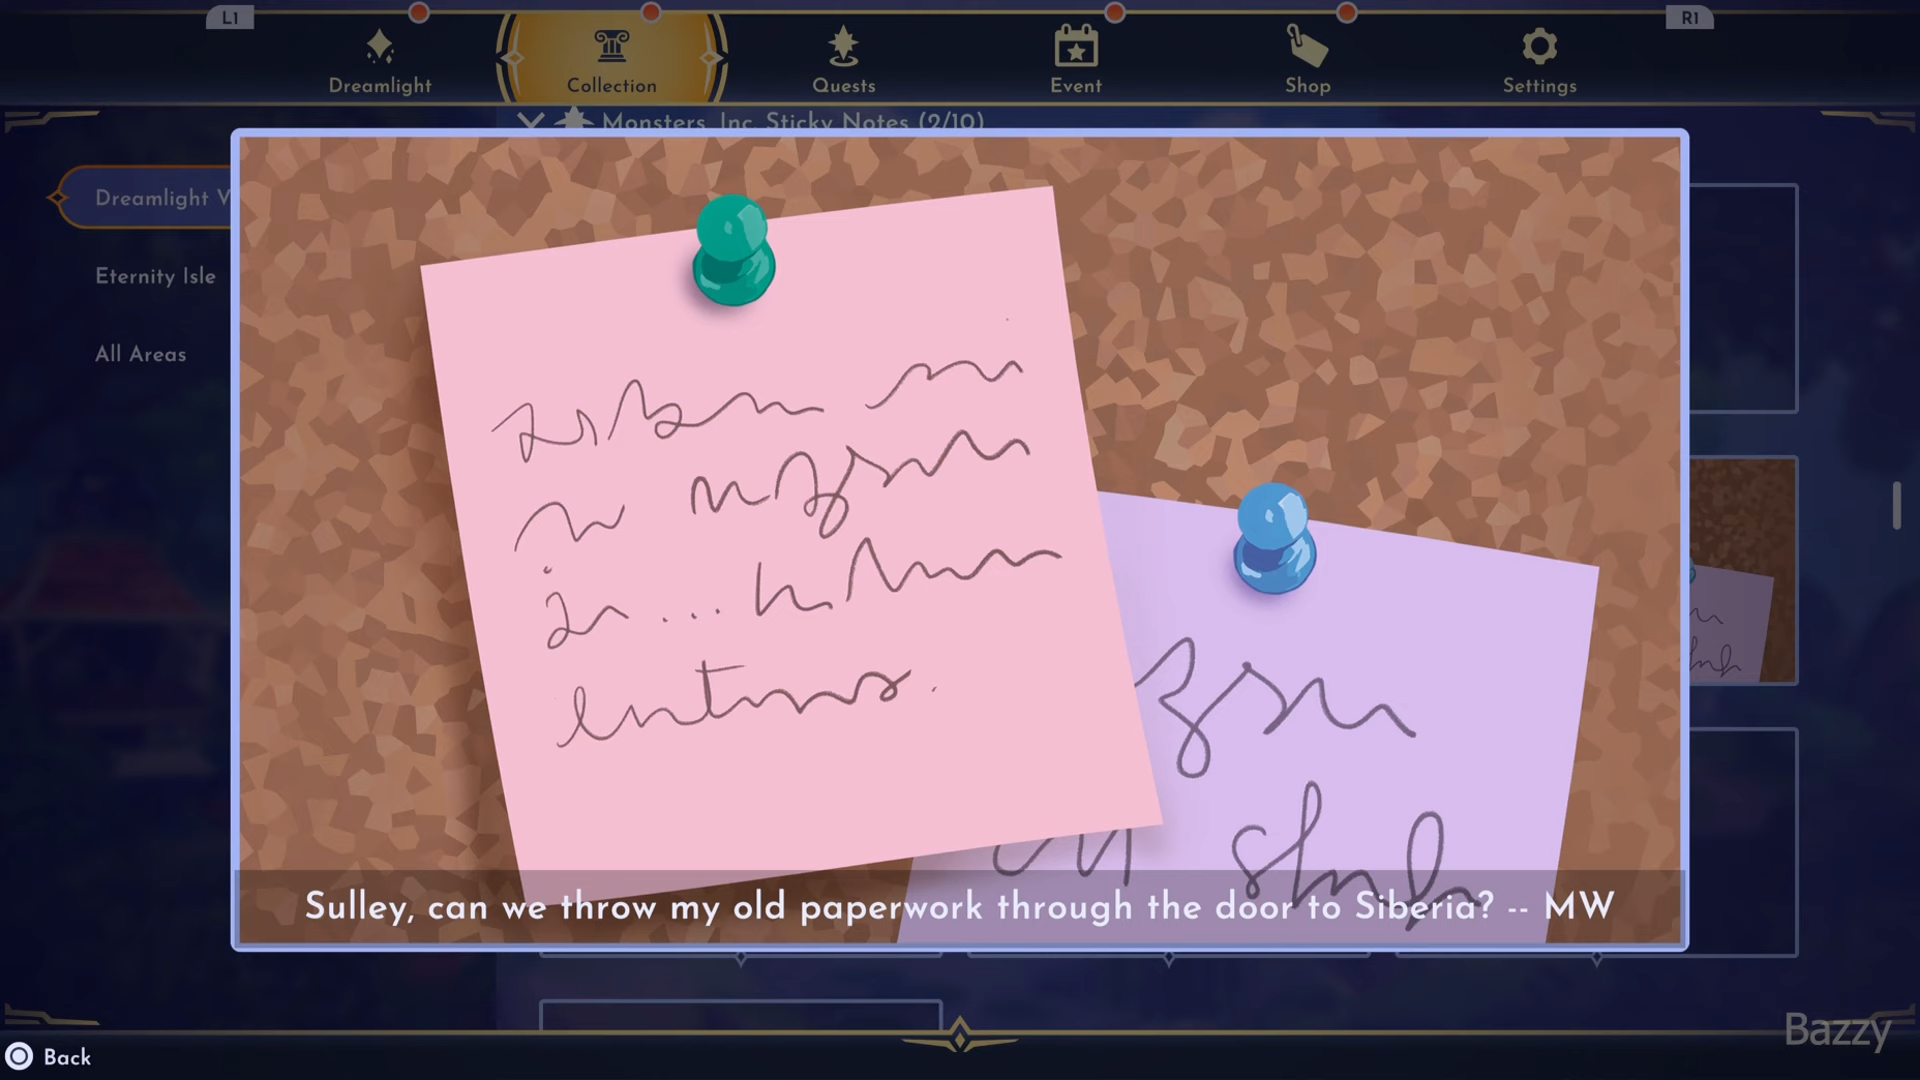 L1
R1
Dreamlight
Collection
Quests
Event
Shop
Settings
Monsters, Inc. Sticky Notes (2/10)
Dreamlight V
Eternity Isle
All Areas
Sulley, can we throw my old paperwork through the door to Siberia? -- MW
Back
Bazzy